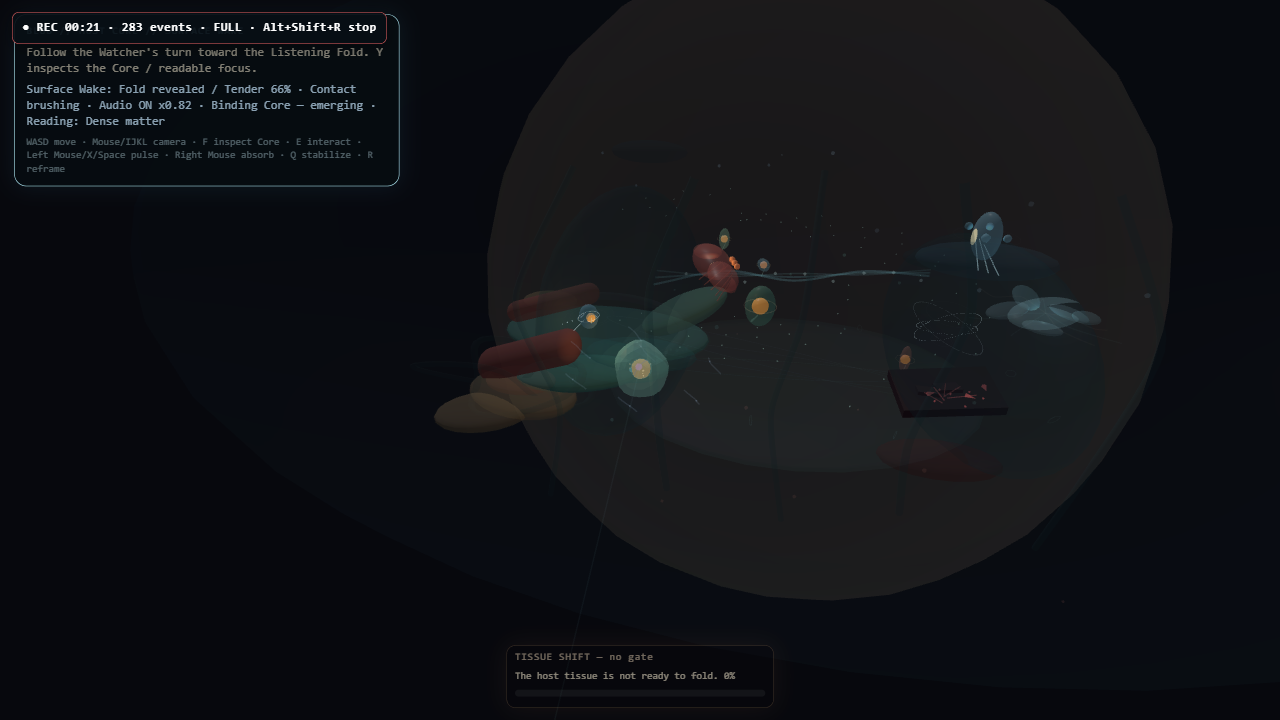 ● REC 00:21 · 283 events · FULL · Alt+Shift+R stop
Follow the Watcher's turn toward the Listening Fold. Y
inspects the Core / readable focus.
Surface Wake: Fold revealed / Tender 66% · Contact
brushing · Audio ON x0.82 · Binding Core — emerging ·
Reading: Dense matter
WASD move · Mouse/IJKL camera · F inspect Core · E interact ·
Left Mouse/X/Space pulse · Right Mouse absorb · Q stabilize · R
reframe
TISSUE SHIFT — no gate
The host tissue is not ready to fold. 0%